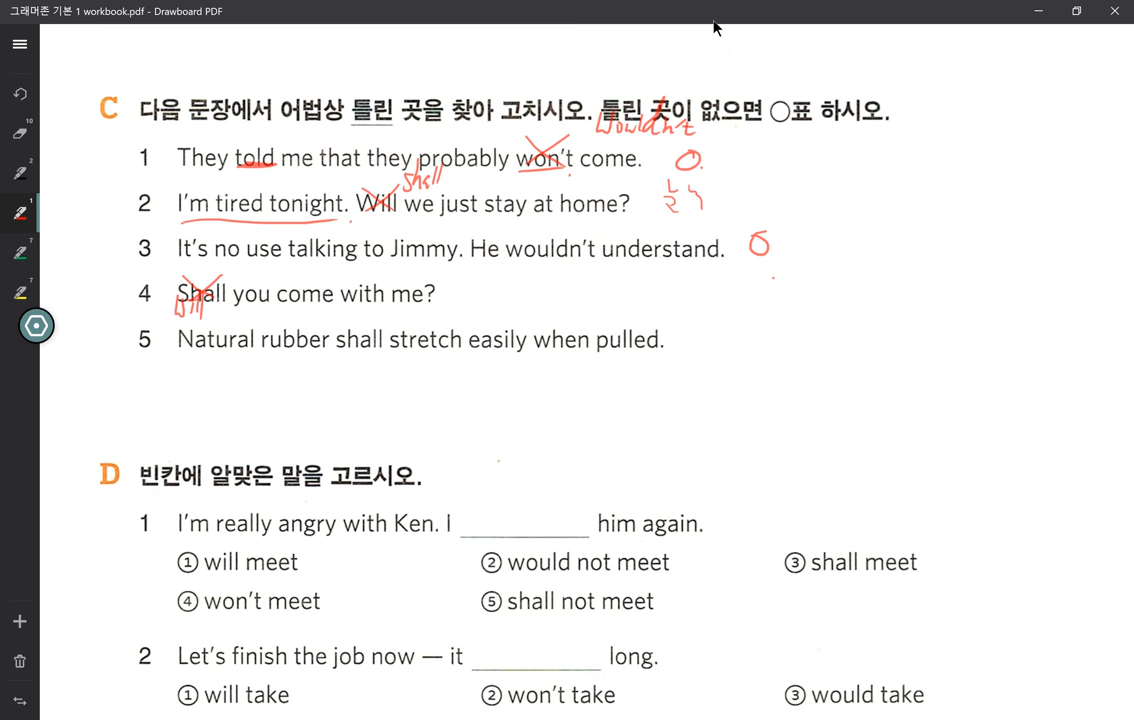 그래머존 기본 1 workbook.pdf - Drawboard PDF
C 다음 문장에서 어법상 틀린 곳을 찾아 고치시오. 틀린 곳이 없으면 ◯표 하시오.
wouldn't
1 They told me that they probably won't come. O
shall
2 I'm tired tonight. Will we just stay at home?
3 It's no use talking to Jimmy. He wouldn't understand. O
4 Shall you come with me?
will
5 Natural rubber shall stretch easily when pulled.
D 빈칸에 알맞은 말을 고르시오.
1 I'm really angry with Ken. I __________ him again.
① will meet ② would not meet ③ shall meet
④ won't meet ⑤ shall not meet
2 Let's finish the job now — it __________ long.
① will take ② won't take ③ would take
10
2
1
7
7